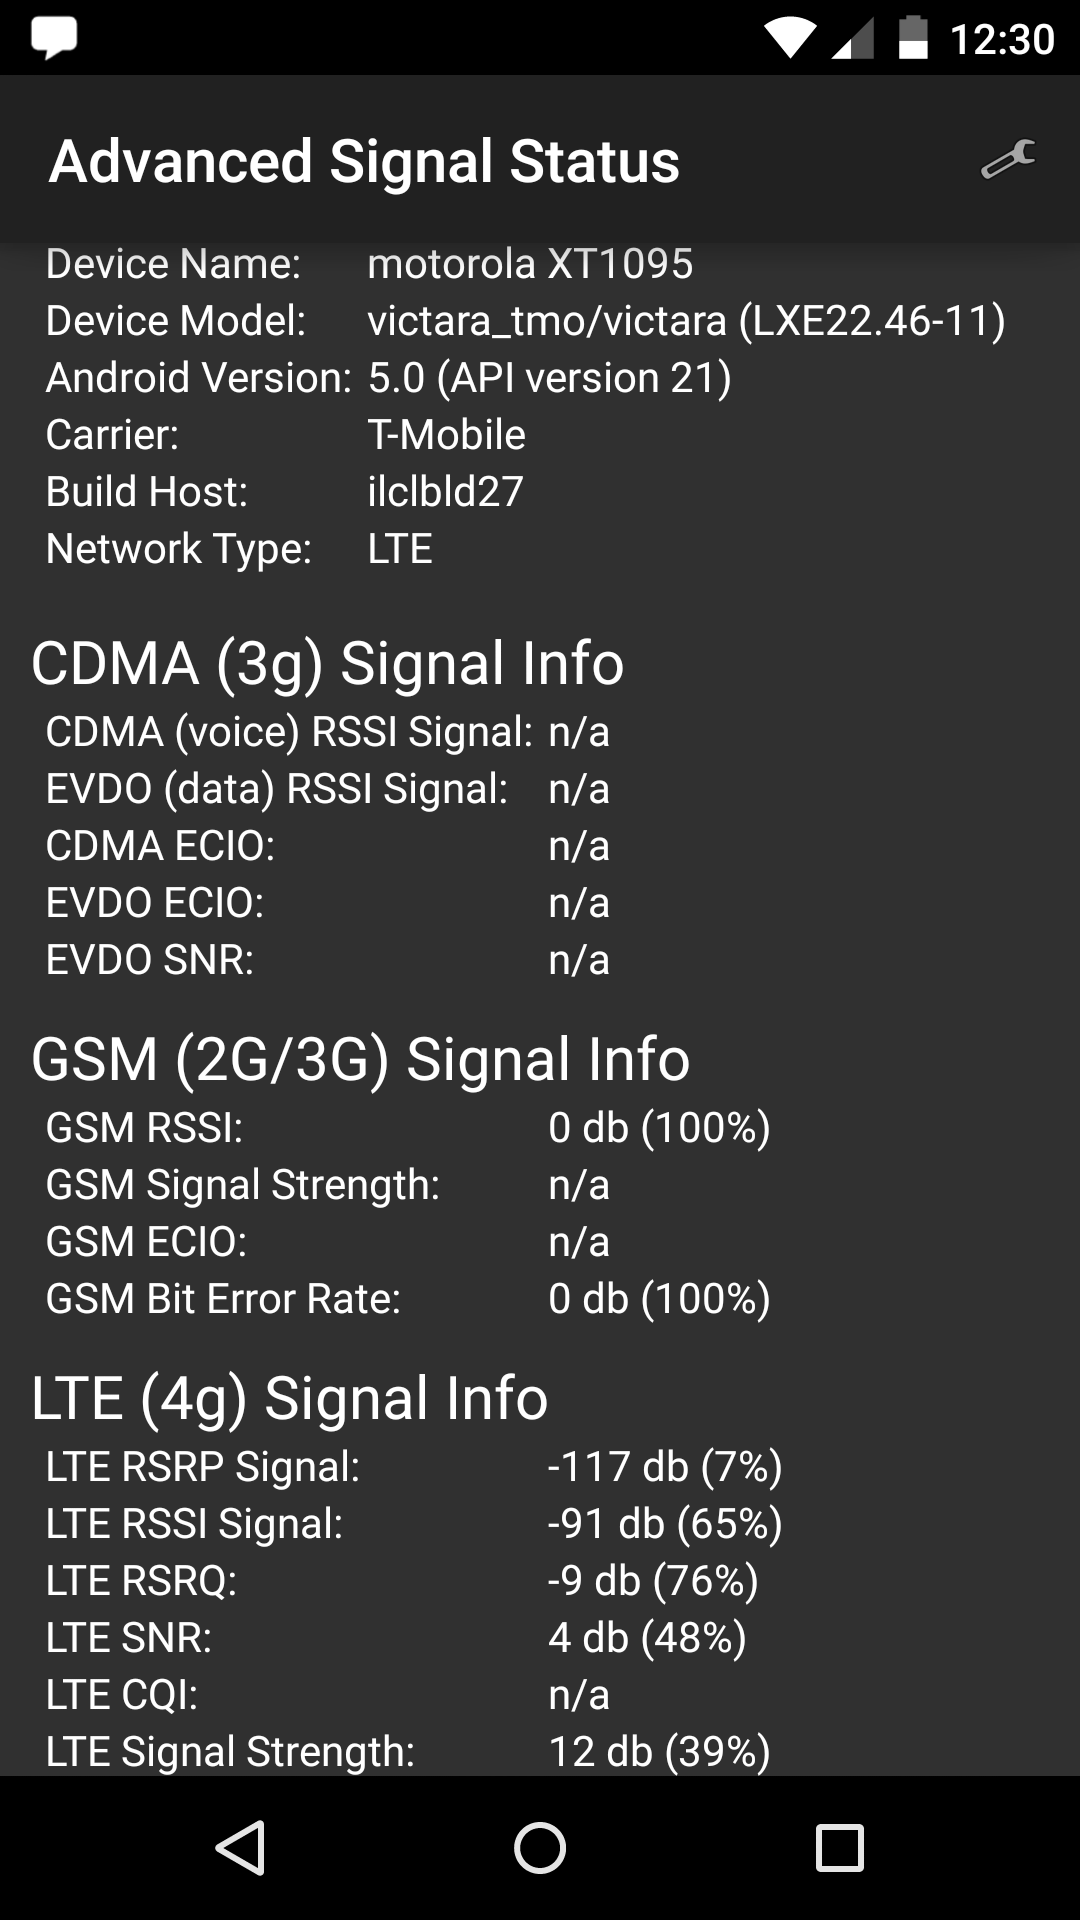 12:30
Advanced Signal Status
Device Name: motorola XT1095
Device Model: victara_tmo/victara (LXE22.46-11)
Android Version: 5.0 (API version 21)
Carrier: T-Mobile
Build Host: ilclbld27
Network Type: LTE
CDMA (3g) Signal Info
CDMA (voice) RSSI Signal: n/a
EVDO (data) RSSI Signal: n/a
CDMA ECIO: n/a
EVDO ECIO: n/a
EVDO SNR: n/a
GSM (2G/3G) Signal Info
GSM RSSI: 0 db (100%)
GSM Signal Strength: n/a
GSM ECIO: n/a
GSM Bit Error Rate: 0 db (100%)
LTE (4g) Signal Info
LTE RSRP Signal: -117 db (7%)
LTE RSSI Signal: -91 db (65%)
LTE RSRQ: -9 db (76%)
LTE SNR: 4 db (48%)
LTE CQI: n/a
LTE Signal Strength: 12 db (39%)